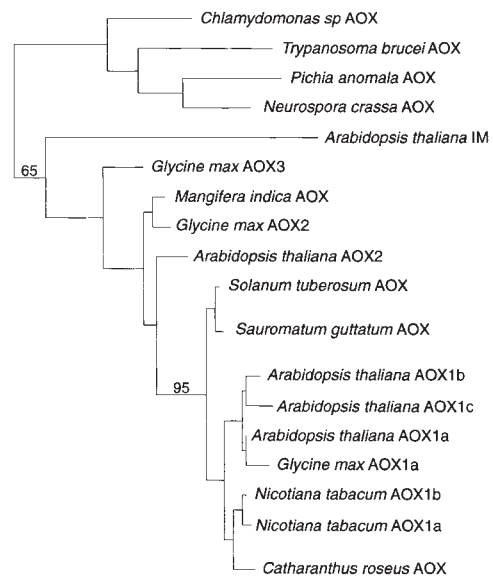 Chlamydomonas sp AOX
Trypanosoma brucei AOX
Pichia anomala AOX
Neurospora crassa AOX
Arabidopsis thaliana IM
65
Glycine max AOX3
Mangifera indica AOX
Glycine max AOX2
Arabidopsis thaliana AOX2
Solanum tuberosum AOX
Sauromatum guttatum AOX
Arabidopsis thaliana AOX1b
95
Arabidopsis thaliana AOX1c
Arabidopsis thaliana AOX1a
Glycine max AOX1a
Nicotiana tabacum AOX1b
Nicotiana tabacum AOX1a
Catharanthus roseus AOX